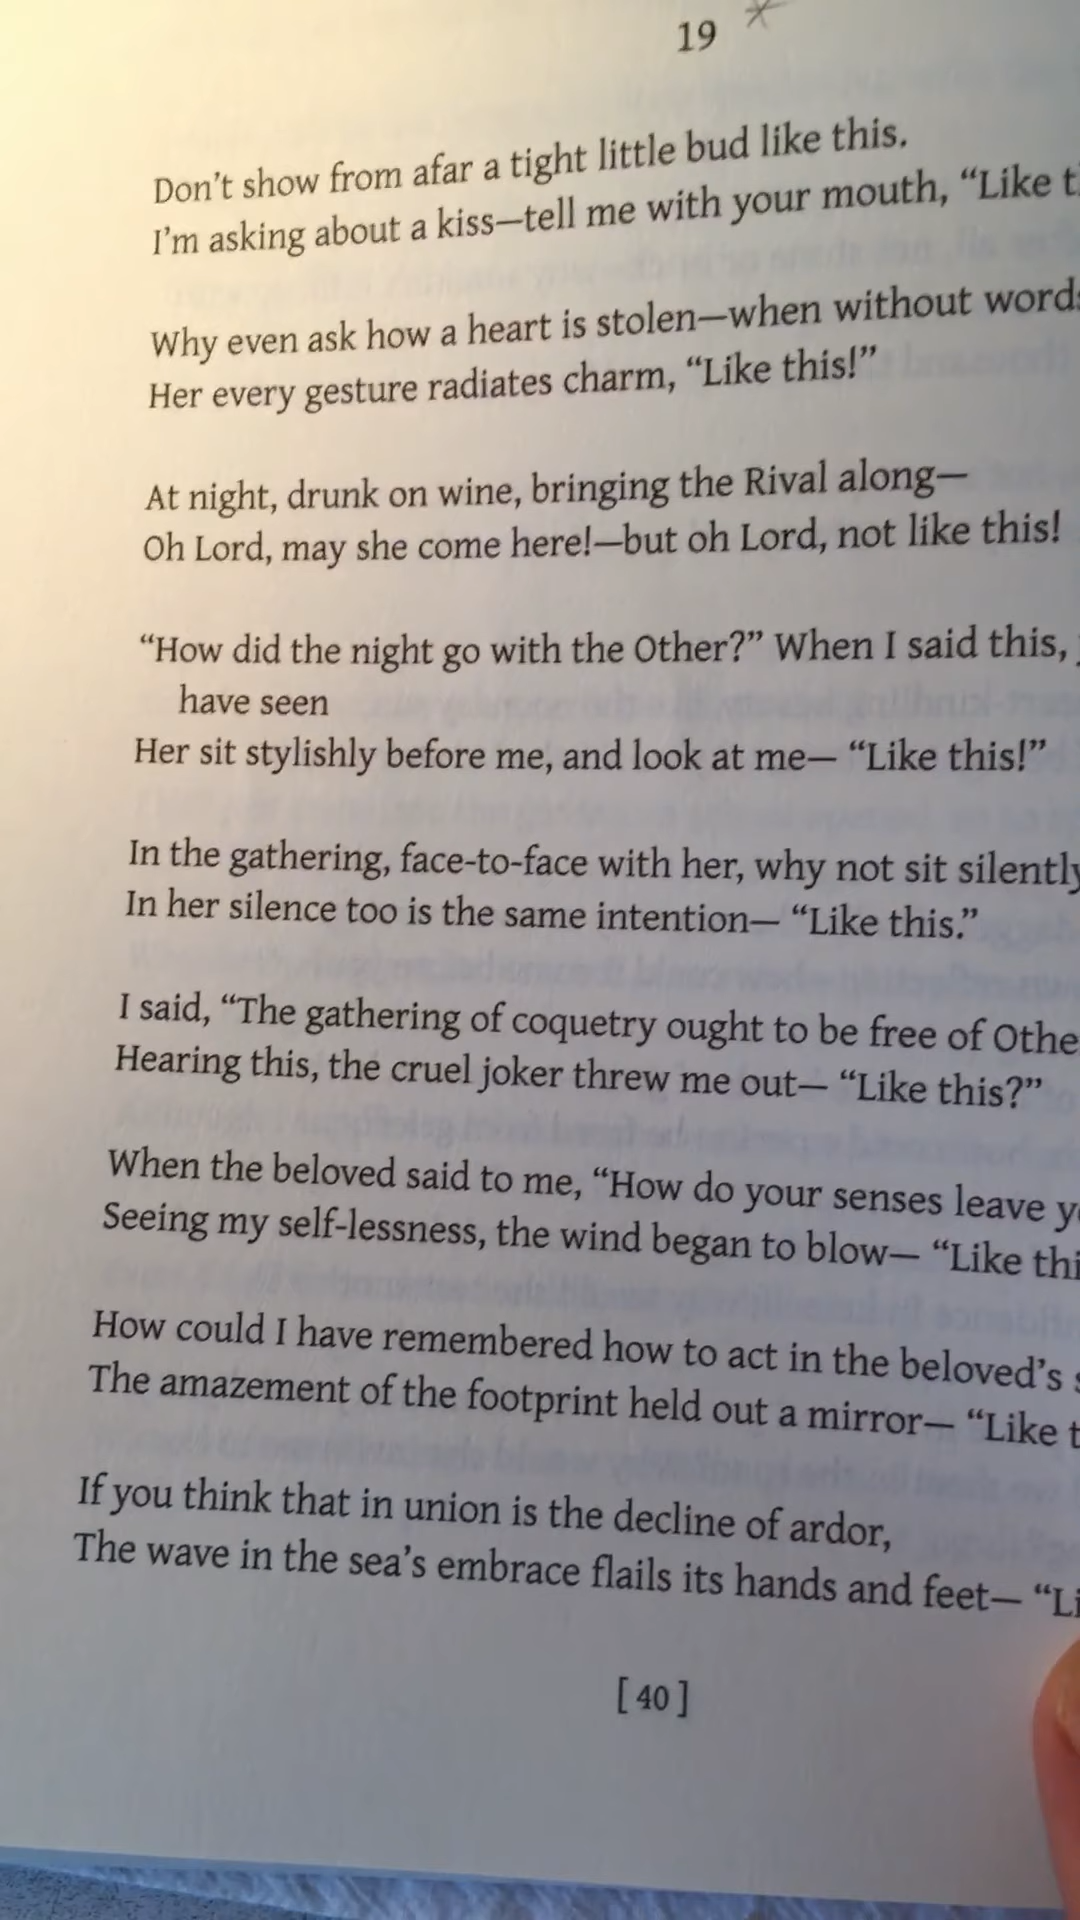 19
Don't show from afar a tight little bud like this.
I'm asking about a kiss—tell me with your mouth, “Like
Why even ask how a heart is stolen—when without
Her every gesture radiates charm, “Like this!”
At night, drunk on wine, bringing the Rival along—
Oh Lord, may she come here!—but oh Lord, not like this!
“How did the night go with the Other?” When I said this,
have seen
Her sit stylishly before me, and look at me— “Like this!”
In the gathering, face-to-face with her, why not sit silently
In her silence too is the same intention— “Like this.”
I said, “The gathering of coquetry ought to be free of
Hearing this, the cruel joker threw me out— “Like this?”
When the beloved said to me, “How do your senses leave
Seeing my self-lessness, the wind began to blow— “Like
How could I have remembered how to act in the beloved's
The amazement of the footprint held out a mirror— “Like
If you think that in union is the decline of ardor,
The wave in the sea's embrace flails its hands and feet—
[ 40 ]